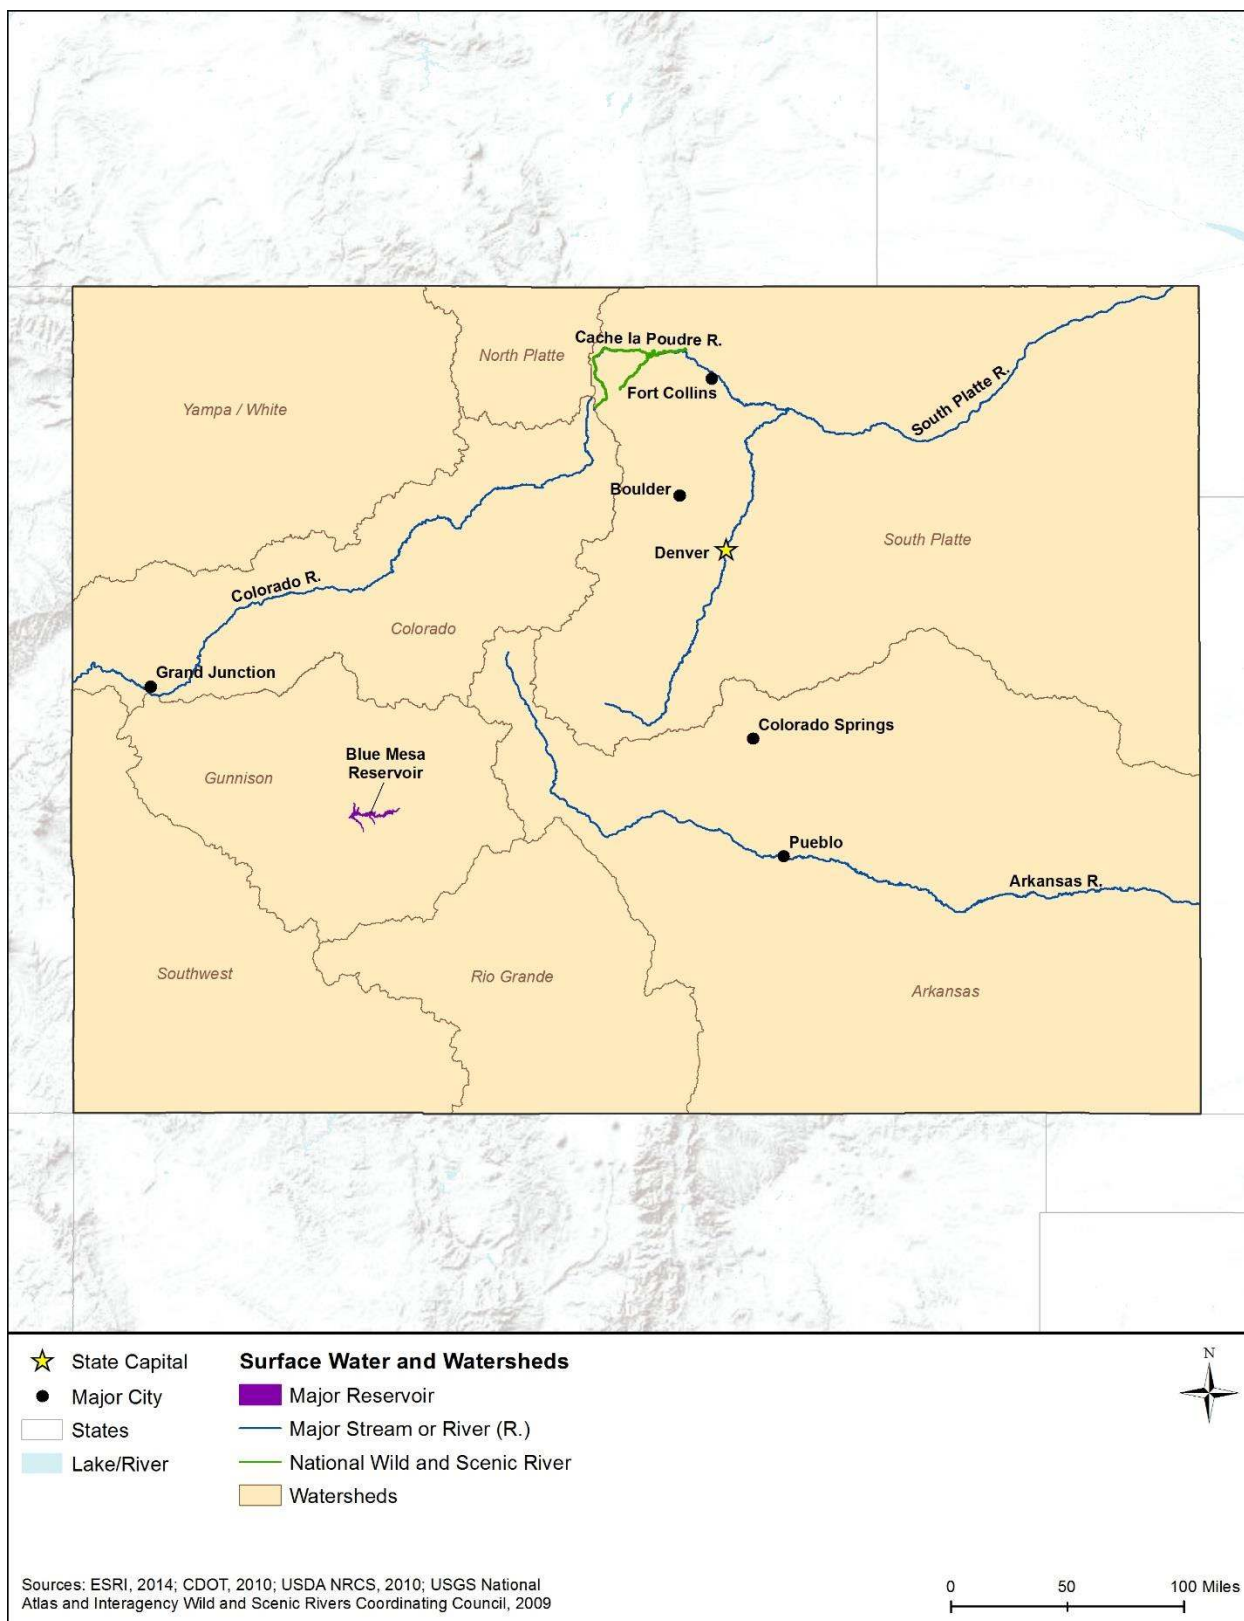 Cache la Poudre R.
North Platte
Fort Collins
South Platte R.
Yampa / White
Boulder
Denver
South Platte
Colorado R.
Colorado
Grand Junction
Colorado Springs
Blue Mesa
Reservoir
Gunnison
Pueblo
Arkansas R.
Southwest
Rio Grande
Arkansas
State Capital
Major City
States
Lake/River
Surface Water and Watersheds
Major Reservoir
Major Stream or River (R.)
National Wild and Scenic River
Watersheds
N
Sources: ESRI, 2014; CDOT, 2010; USDA NRCS, 2010; USGS National
Atlas and Interagency Wild and Scenic Rivers Coordinating Council, 2009
0 50 100 Miles